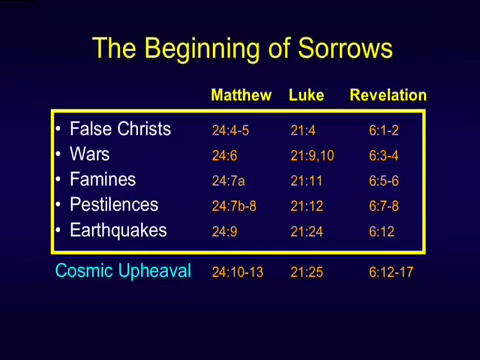 The Beginning of Sorrows
Matthew Luke Revelation
• False Christs 24:4-5 21:4 6:1-2
• Wars 24:6 21:9,10 6:3-4
• Famines 24:7a 21:11 6:5-6
• Pestilences 24:7b-8 21:12 6:7-8
• Earthquakes 24:9 21:24 6:12
Cosmic Upheaval 24:10-13 21:25 6:12-17